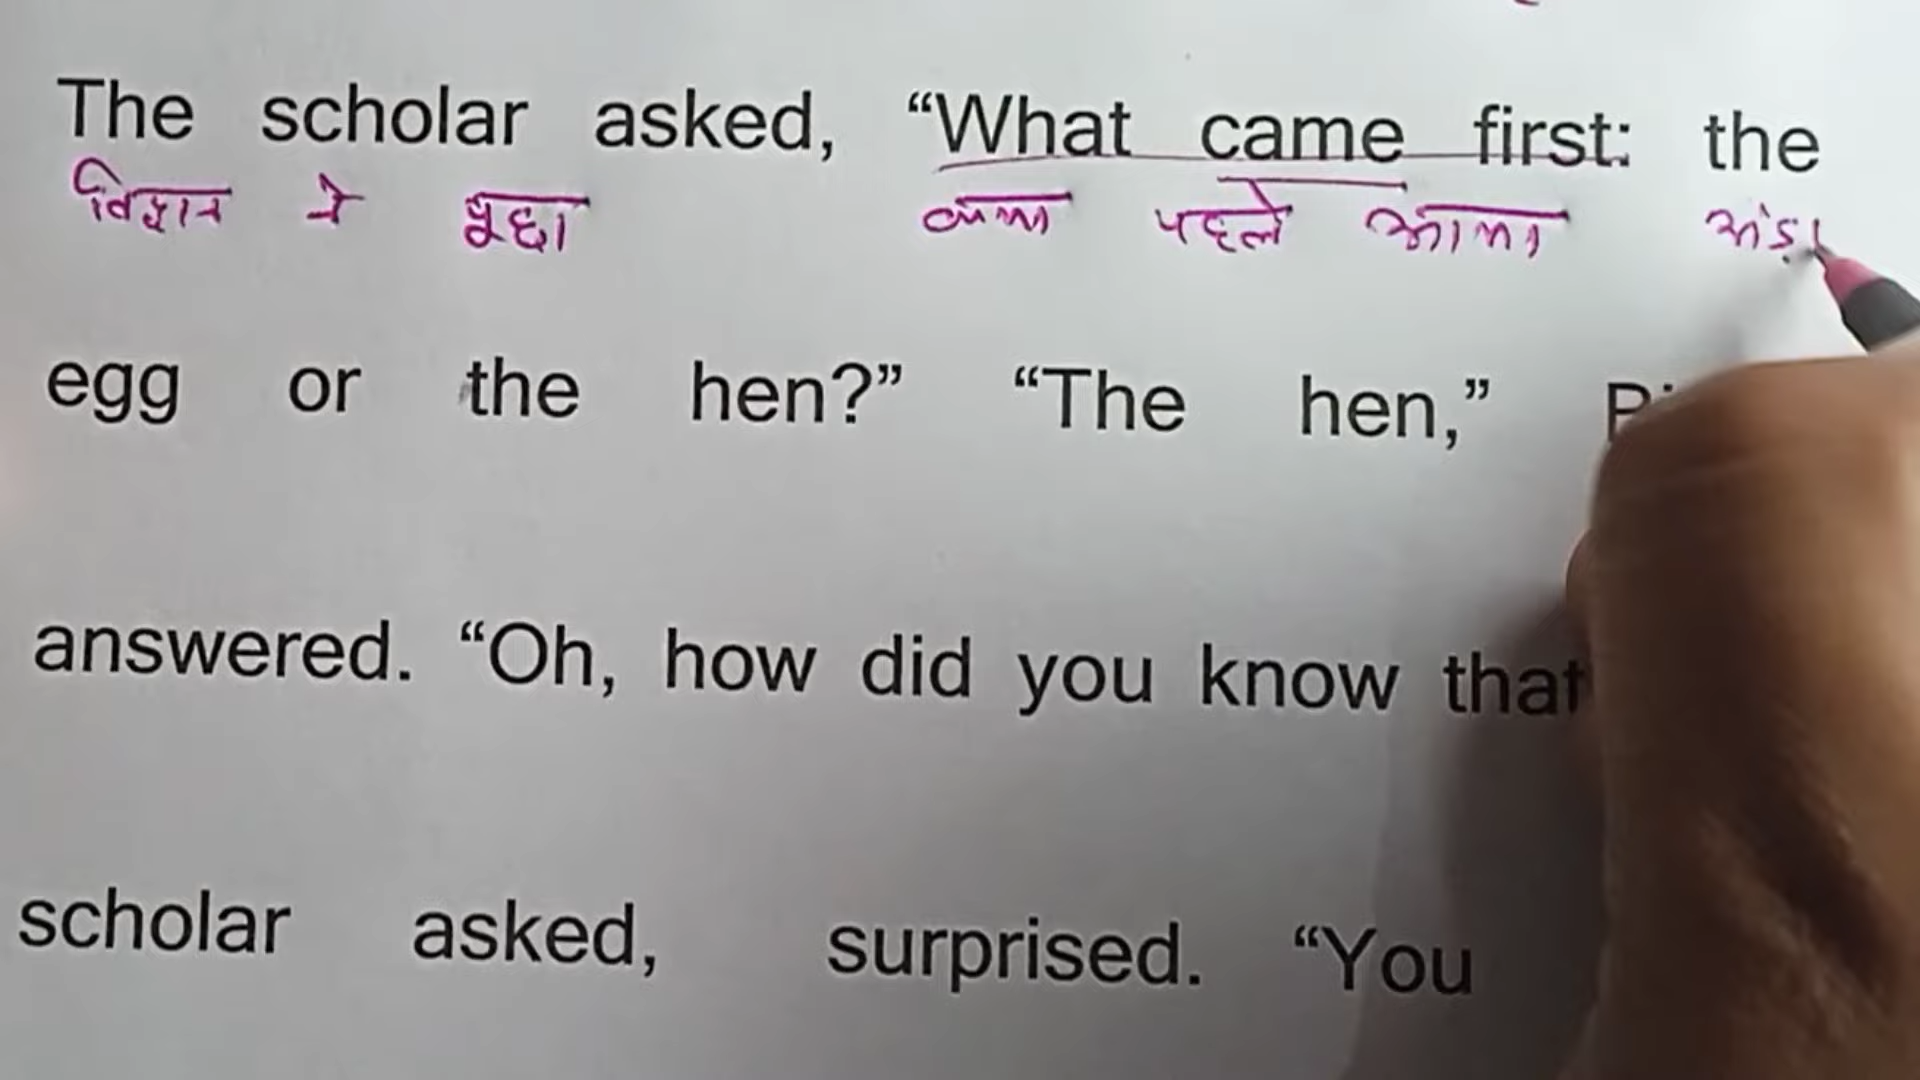 The scholar asked, “What came first: the
विद्वान ने पूछा क्या पहले आया अंडा
egg or the hen?” “The hen,”
answered. “Oh, how did you know that
scholar asked, surprised. “You